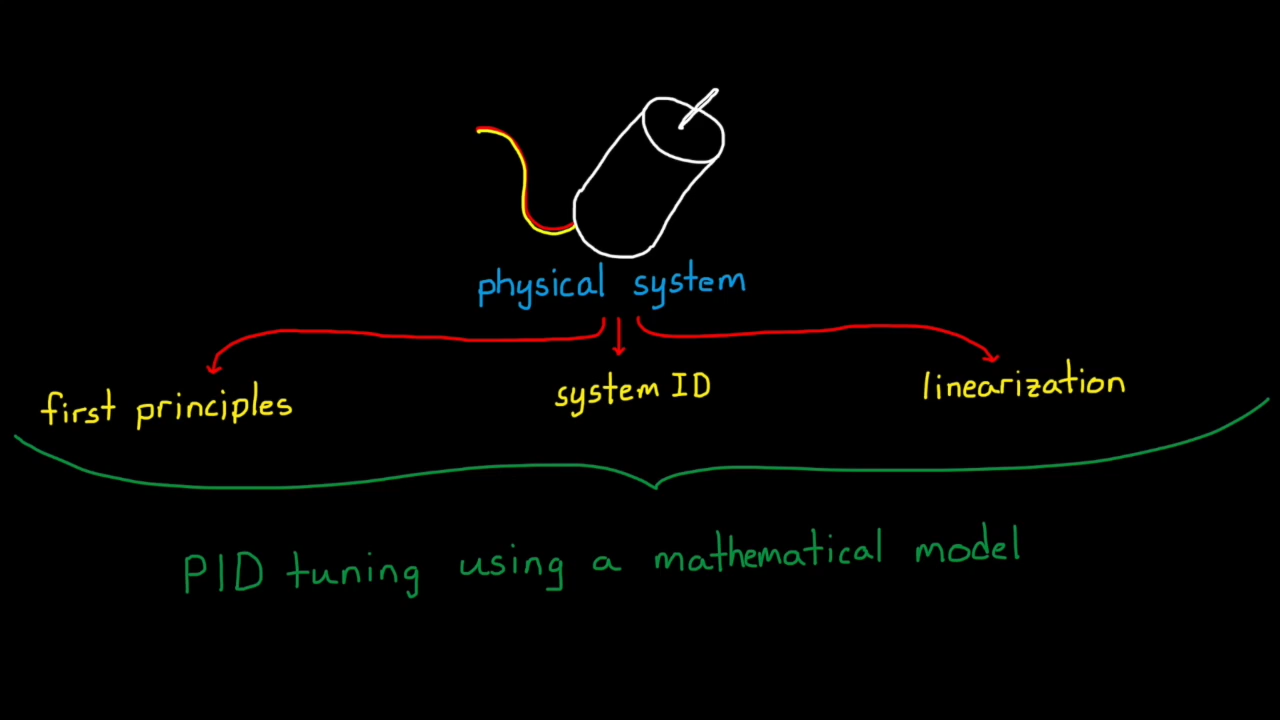 physical system
first principles
system ID
linearization
PID tuning using a mathematical model